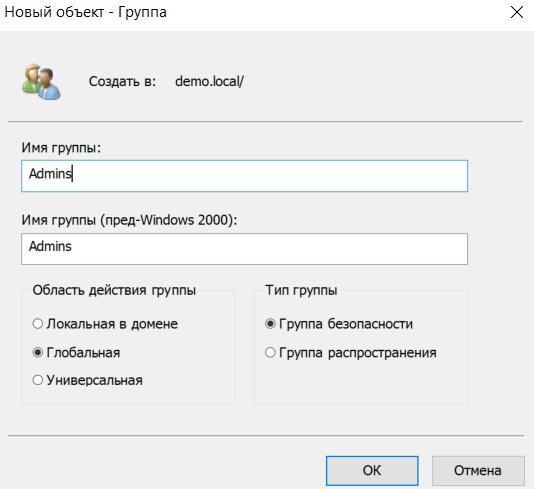 Новый объект - Группа
Создать в: demo.local/
Имя группы:
Admins
Имя группы (пред-Windows 2000):
Admins
Область действия группы
Локальная в домене
Глобальная
Универсальная
Тип группы
Группа безопасности
Группа распространения
OK
Отмена